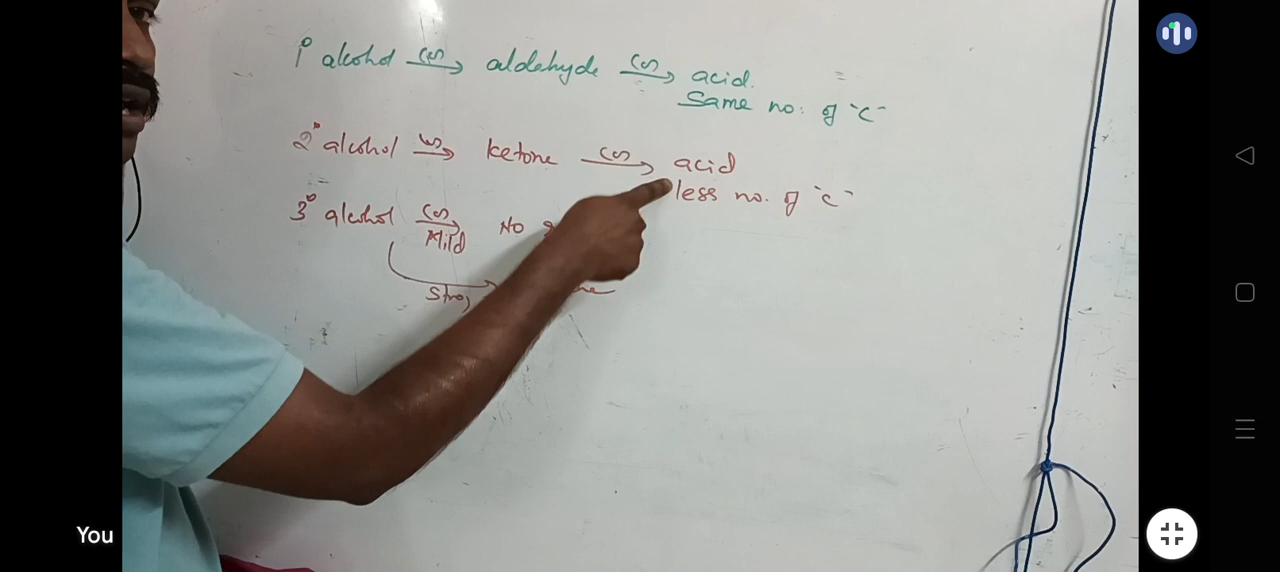 1° alcohol (o) aldehyde (o) acid.
Same no. of "c"
2° alcohol (o) ketone (o) acid
less no. of "c"
3° alcohol (o) Mild No
You